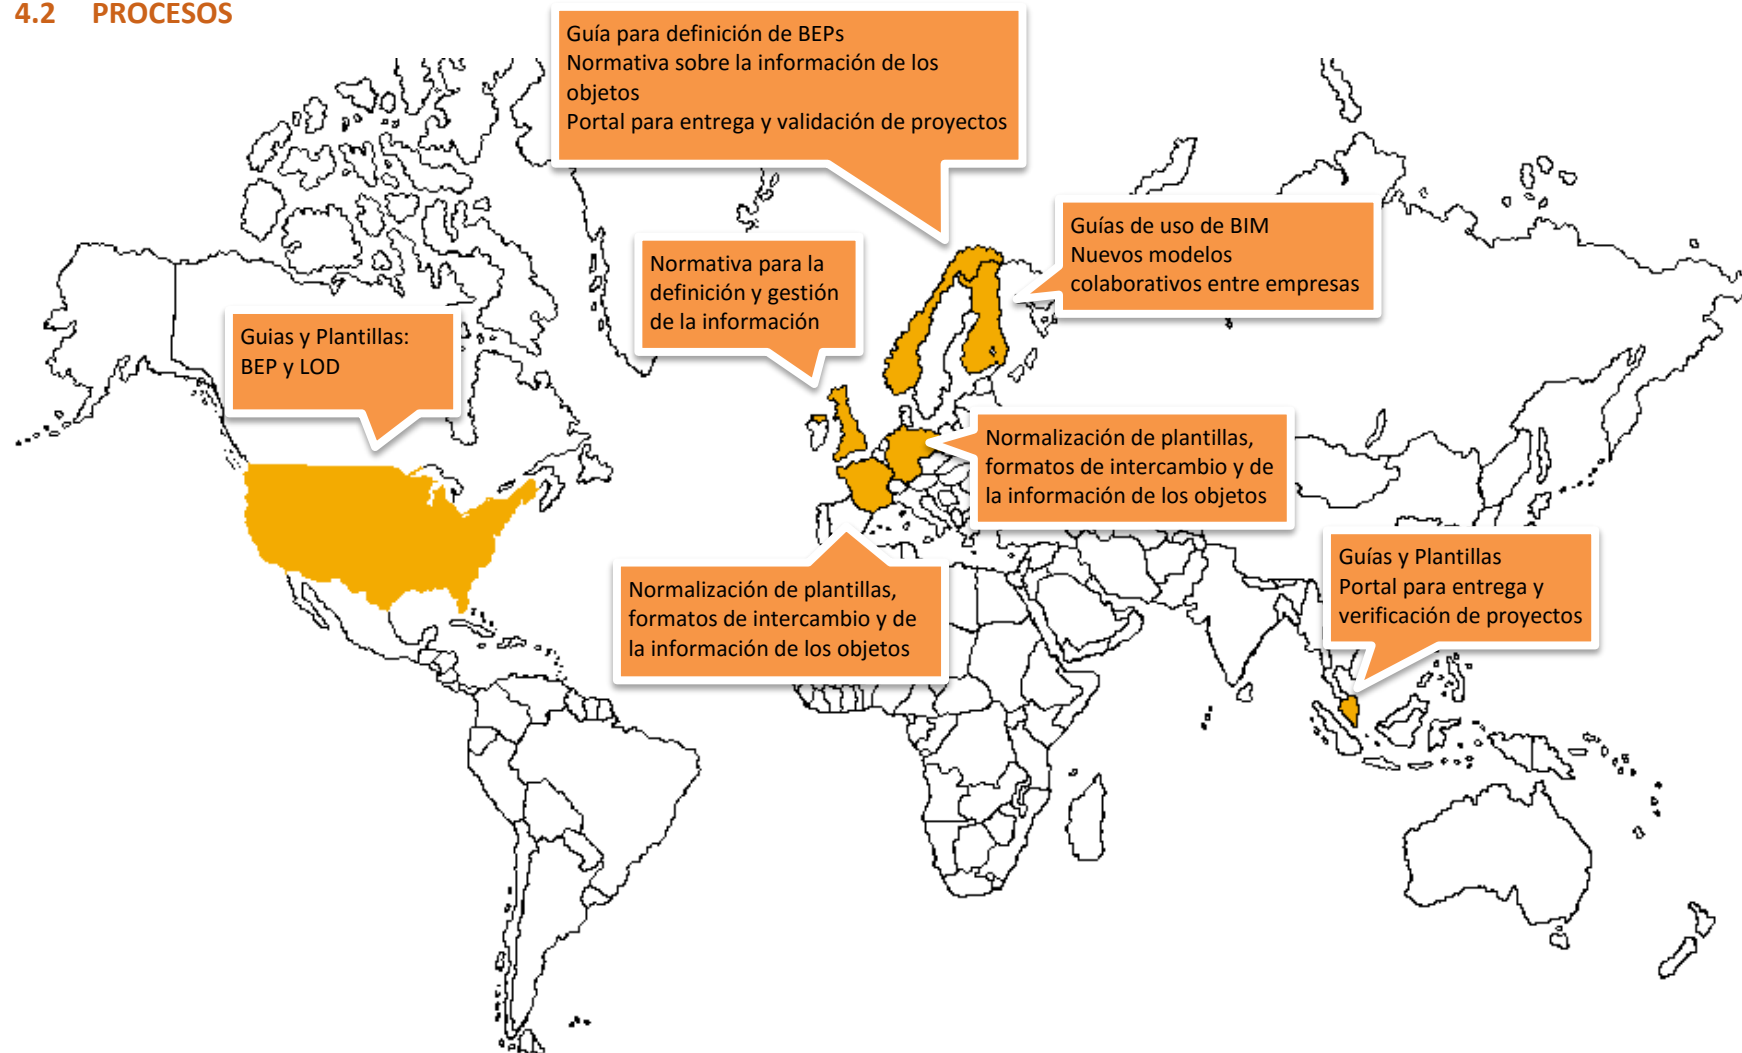 4.2 PROCESOS
Guía para definición de BEPs
Normativa sobre la información de los
objetos
Portal para entrega y validación de proyectos
Guías de uso de BIM
Nuevos modelos
colaborativos entre empresas
Normativa para la
definición y gestión
de la información
Guias y Plantillas:
BEP y LOD
Normalización de plantillas,
formatos de intercambio y de
la información de los objetos
Guías y Plantillas
Portal para entrega y
verificación de proyectos
Normalización de plantillas,
formatos de intercambio y de
la información de los objetos